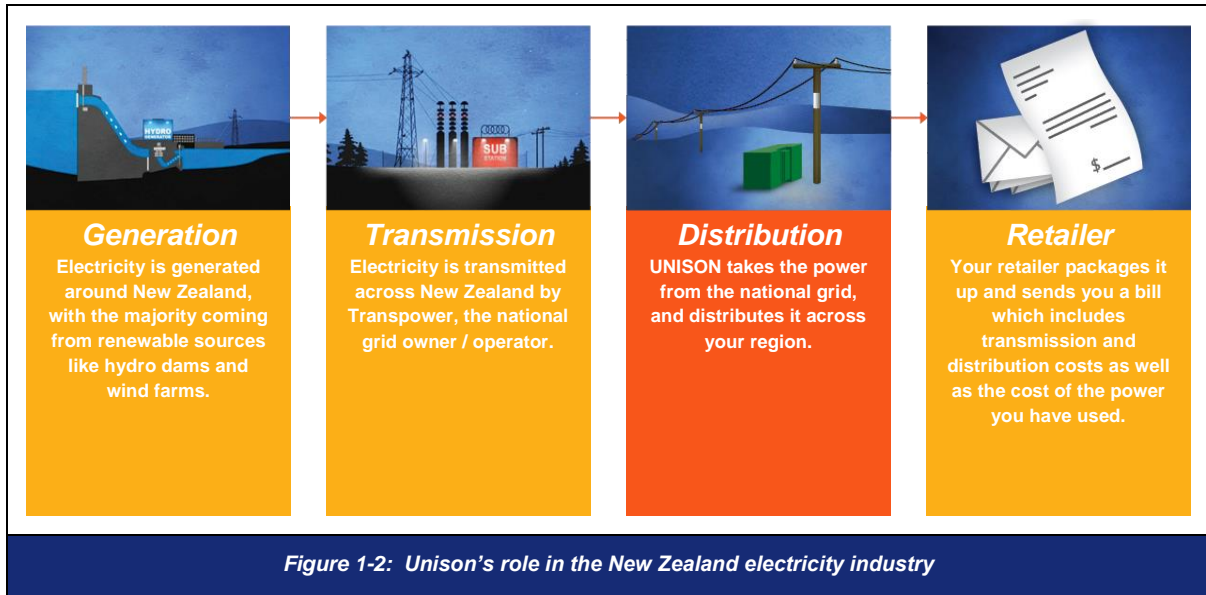 HYDRO
GENERATOR
SUB
STATION
$
Generation
Electricity is generated
around New Zealand,
with the majority coming
from renewable sources
like hydro dams and
wind farms.
Transmission
Electricity is transmitted
across New Zealand by
Transpower, the national
grid owner / operator.
Distribution
UNISON takes the power
from the national grid,
and distributes it across
your region.
Retailer
Your retailer packages it
up and sends you a bill
which includes
transmission and
distribution costs as well
as the cost of the power
you have used.
Figure 1-2: Unison's role in the New Zealand electricity industry